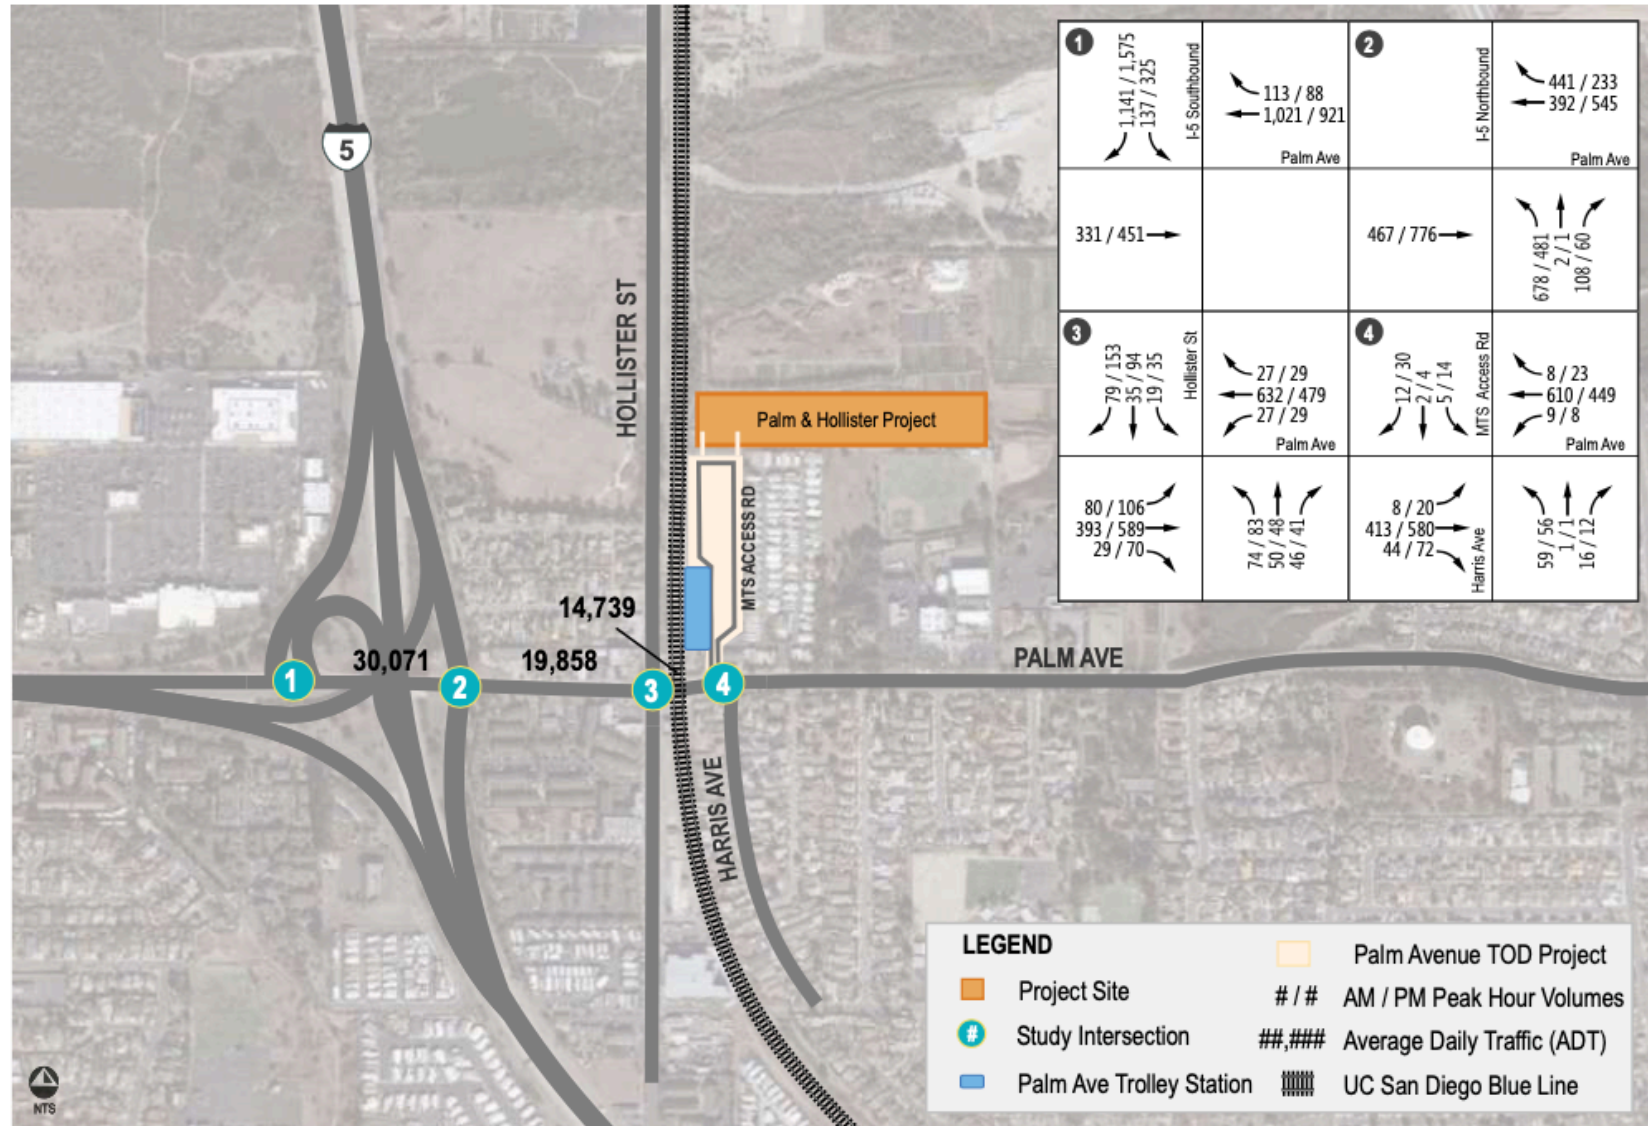 5
HOLLISTER ST
Palm & Hollister Project
MTS ACCESS RD
14,739
30,071
19,858
PALM AVE
1
2
3
4
HARRIS AVE
NTS
1
1,141 / 1,575
137 / 325
I-5 Southbound
113 / 88
1,021 / 921
Palm Ave
331 / 451
2
I-5 Northbound
441 / 233
392 / 545
Palm Ave
467 / 776
678 / 481
2 / 1
108 / 60
3
79 / 153
35 / 94
19 / 35
Hollister St
27 / 29
632 / 479
27 / 29
Palm Ave
80 / 106
393 / 589
29 / 70
74 / 83
50 / 48
46 / 41
4
12 / 30
2 / 4
5 / 14
MTS Access Rd
8 / 23
610 / 449
9 / 8
Palm Ave
8 / 20
413 / 580
44 / 72
Harris Ave
59 / 56
1 / 1
16 / 12
LEGEND
Project Site
# Study Intersection
Palm Ave Trolley Station
Palm Avenue TOD Project
# / # AM / PM Peak Hour Volumes
##,### Average Daily Traffic (ADT)
UC San Diego Blue Line